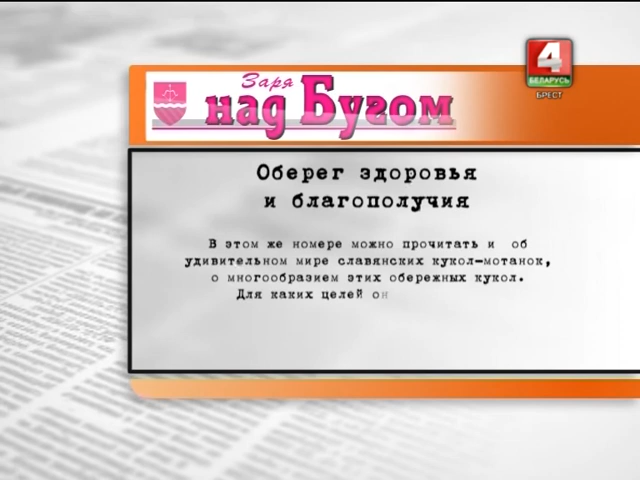 4
БЕЛАРУСЬ
БРЕСТ
Заря
над Бугом
Оберег здоровья
и благополучия
В этом же номере можно прочитать и об
удивительном мире славянских кукол-мотанок,
о многообразием этих обережных кукол.
Для каких целей он